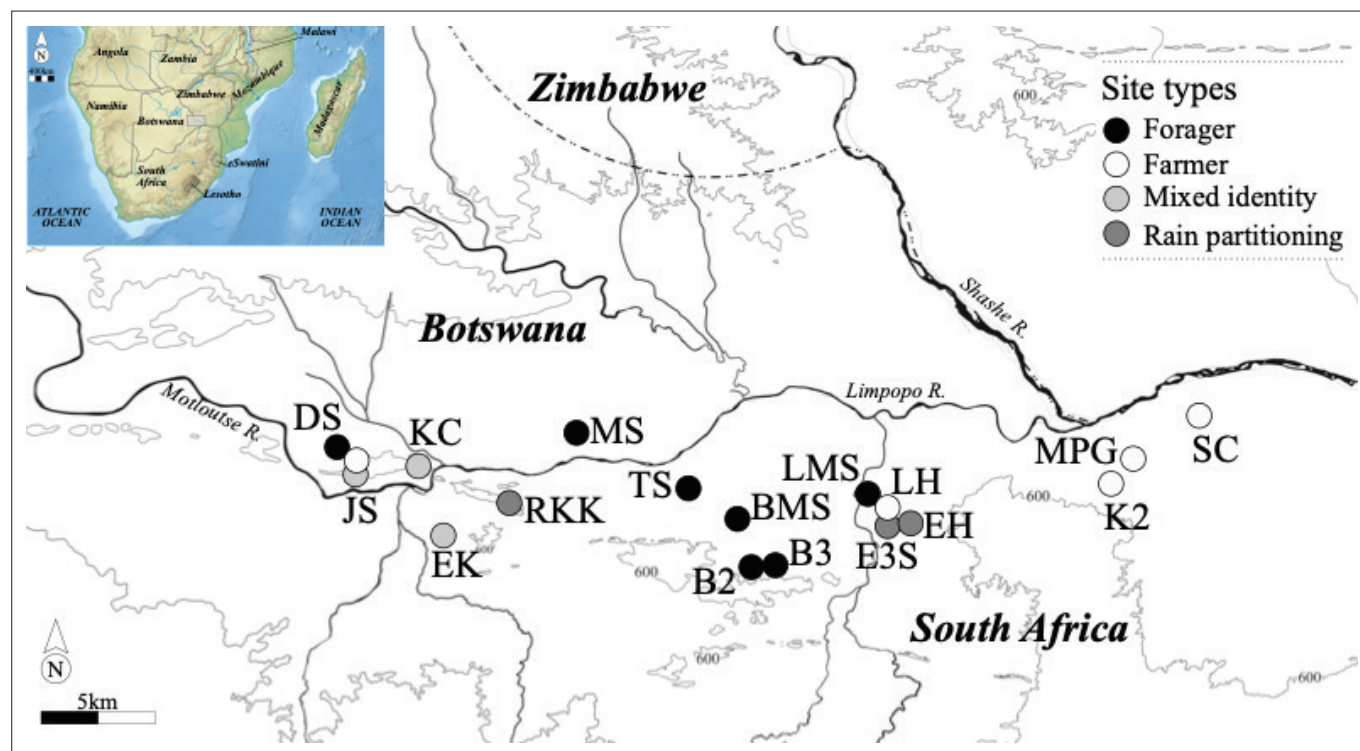 N
400km
Angola
Zambia
Malawi
Mozambique
Zimbabwe
Namibia
Botswana
Madagascar
South
Africa
eSwatini
Lesotho
ATLANTIC
OCEAN
INDIAN
OCEAN
Zimbabwe
600
Site types
Forager
Farmer
Mixed identity
Rain partitioning
Shashe R.
Botswana
Motloutse R.
Limpopo R.
DS
KC
MS
JS
RKK
EK
600
TS
BMS
B2
B3
600
LMS
LH
EH
E3S
MPG
K2
SC
600
South Africa
600
600
N
5km